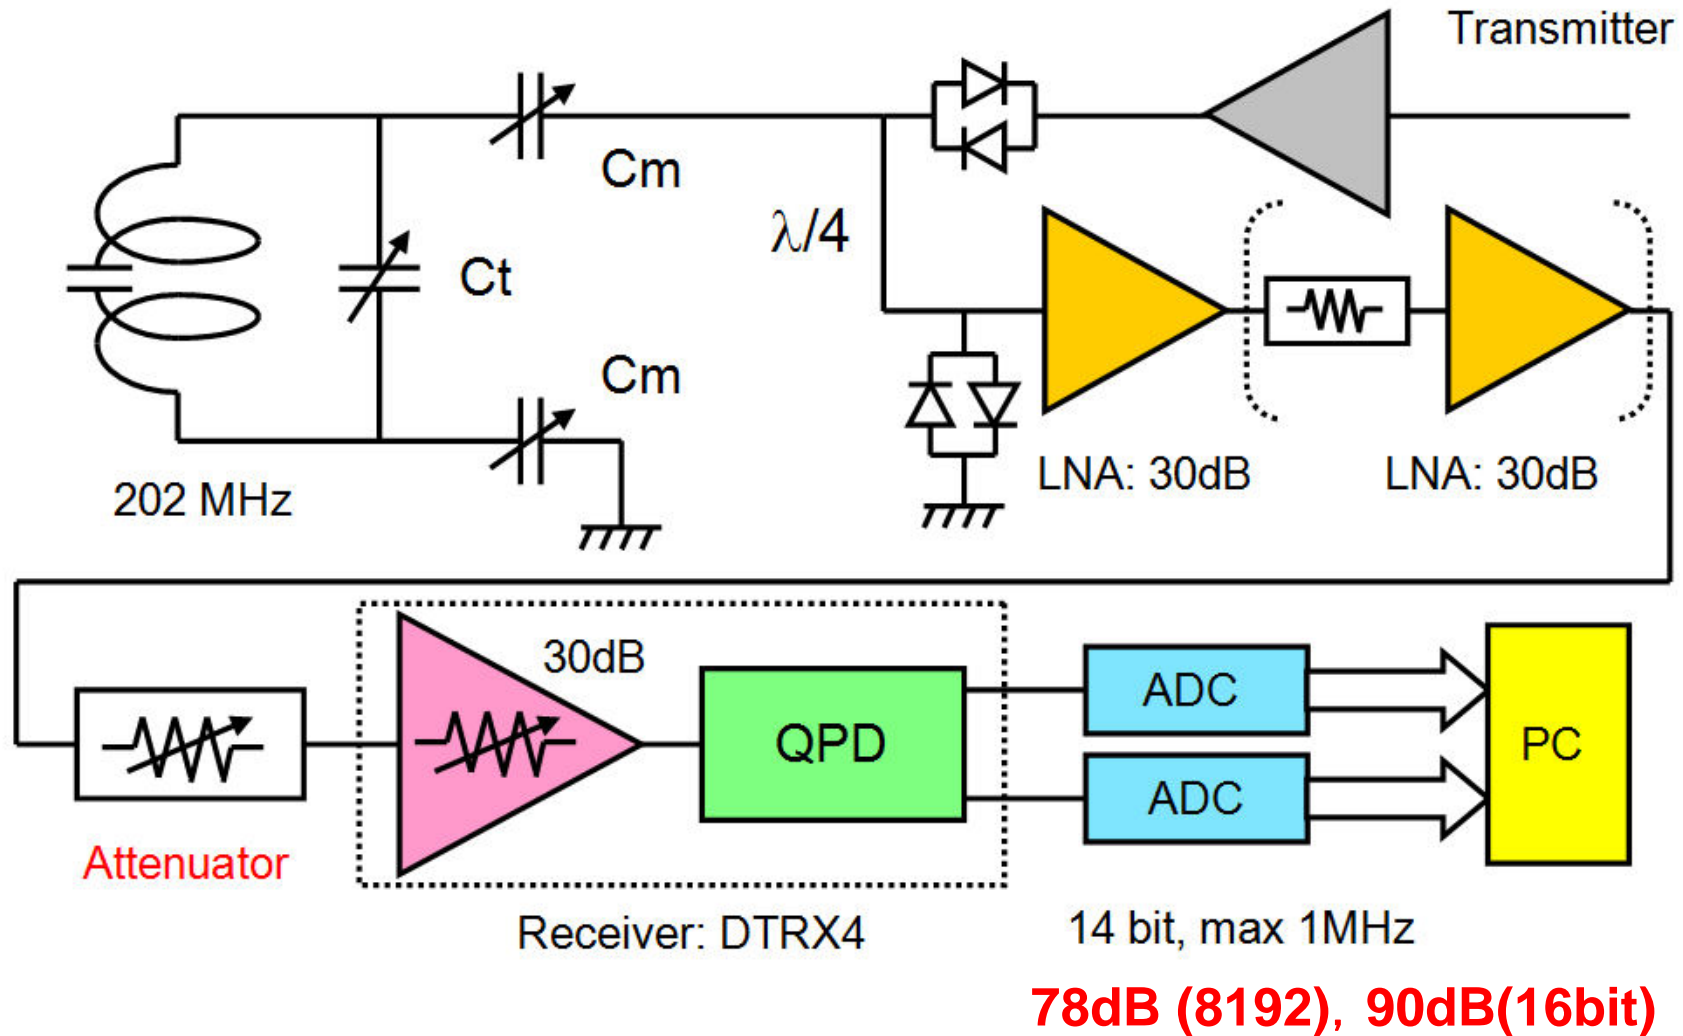 Transmitter
Cm
λ/4
Ct
Cm
LNA: 30dB
LNA: 30dB
202 MHz
30dB
ADC
QPD
PC
ADC
Attenuator
Receiver: DTRX4
14 bit, max 1MHz
78dB (8192), 90dB(16bit)